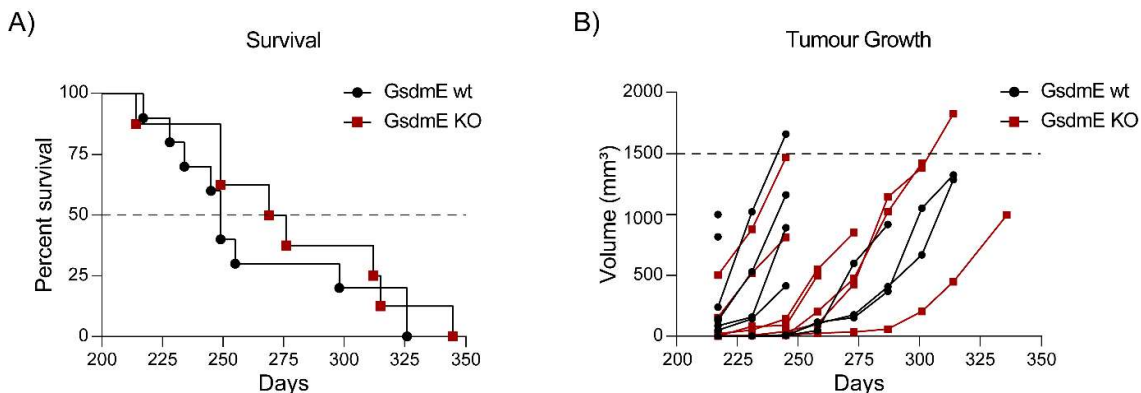 A)
Survival
GsdmE wt
GsdmE KO
Percent survival
100
75
50
25
0
200 225 250 275 300 325 350
Days
B)
Tumour Growth
GsdmE wt
GsdmE KO
Volume (mm³)
2000
1500
1000
500
0
200 225 250 275 300 325 350
Days